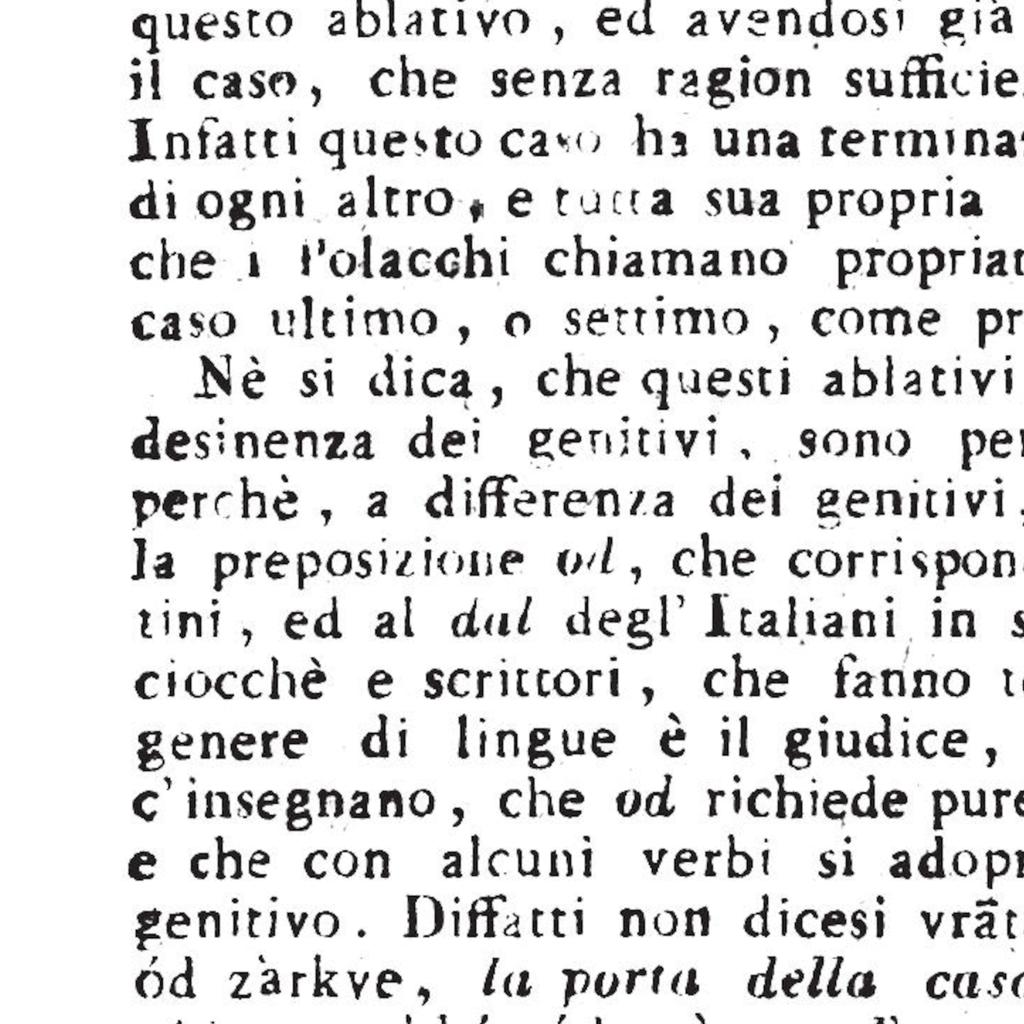 questo ablativo, ed avendosi già
il caso, che senza ragion sufficie
Infatti questo caso ha una termina
di ogni altro, e tutta sua propria
che i Polacchi chiamano propriam
caso ultimo, o settimo, come pr
Nè si dica, che questi ablativi
desinenza dei genitivi, sono per
perchè, a differenza dei genitivi,
la preposizione od, che corrispon
tini, ed al dal degl' Italiani in s
ciocchè e scrittori, che fanno te
genere di lingue è il giudice,
c'insegnano, che od richiede pure
e che con alcuni verbi si adopr
genitivo. Diffatti non dicesi vrãt
ód zàrkve, la porta della casa